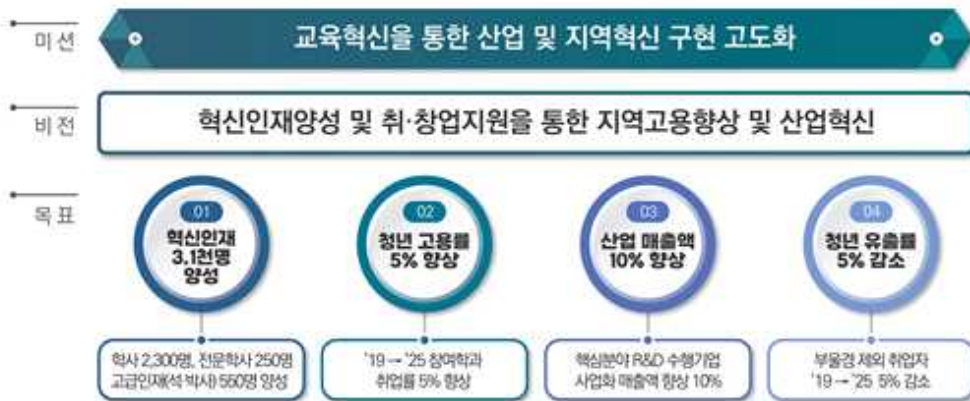 미션
교육혁신을 통한 산업 및 지역혁신 구현 고도화
비전
혁신인재양성 및 취·창업지원을 통한 지역고용향상 및 산업혁신
목표
01
혁신인재
3.1천명
양성
02
청년 고용률
5% 향상
03
산업 매출액
10% 향상
04
청년 유출률
5% 감소
학사 2,300명, 전문학사 250명
고급인재(석·박사) 550명 양성
'19→'25 참여학과
취업률 5% 향상
핵심분야 R&D 수행기업
사업화 매출액 향상 10%
부울경 제외 취업자
'19→'25 5% 감소